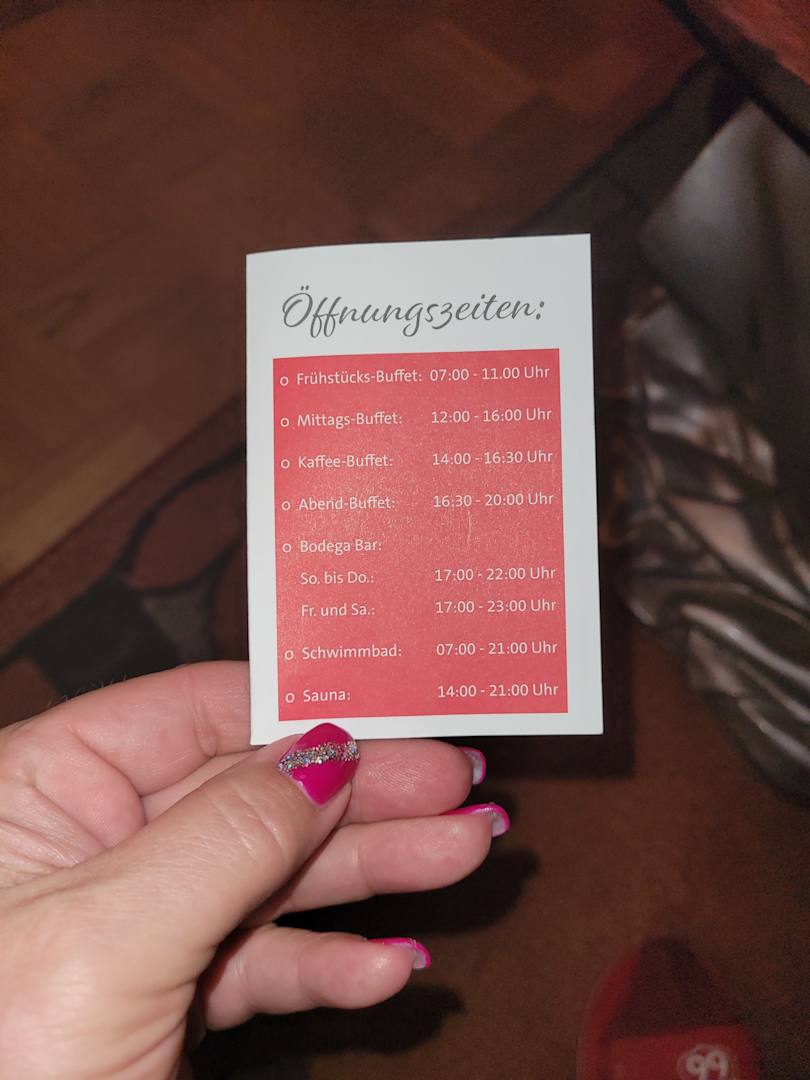 Öffnungszeiten:
o Frühstücks-Buffet: 07:00 - 11.00 Uhr
o Mittags-Buffet: 12:00 - 16:00 Uhr
o Kaffee-Buffet: 14:00 - 16:30 Uhr
o Abend-Buffet: 16:30 - 20:00 Uhr
o Bodega Bar:
So. bis Do.: 17:00 - 22:00 Uhr
Fr. und Sa.: 17:00 - 23:00 Uhr
o Schwimmbad: 07:00 - 21:00 Uhr
o Sauna: 14:00 - 21:00 Uhr